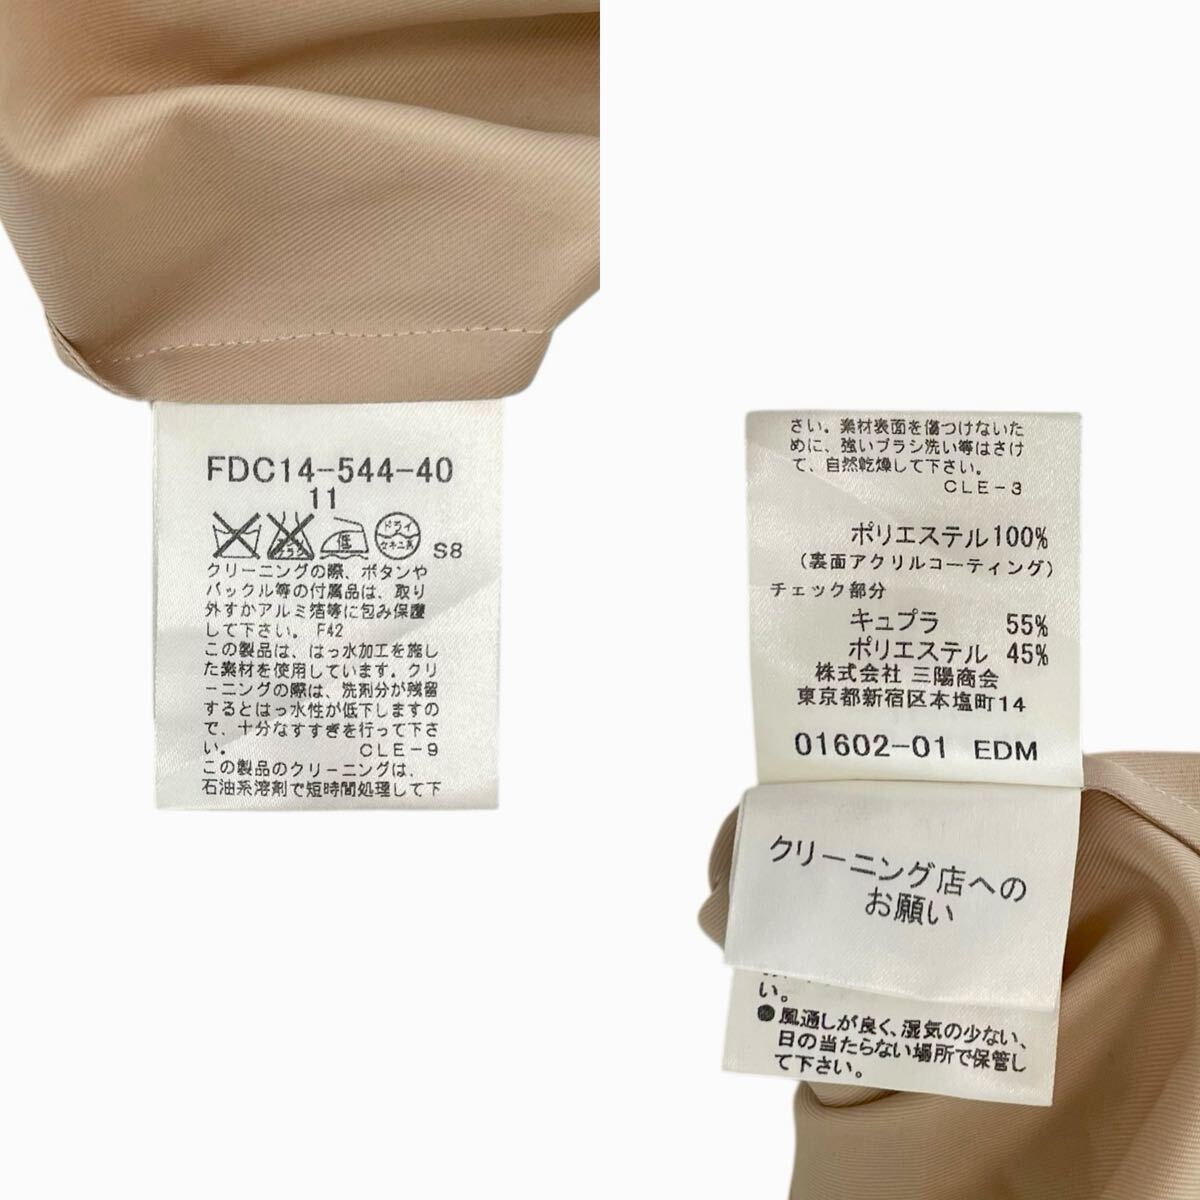 FDC14-544-40
11
低 ドライ セキユ系 S8
クリーニングの際、ボタンや
バックル等の付属品は、取り
外すかアルミ箔等に包み保護
して下さい。 F42
この製品は、はっ水加工を施し
た素材を使用しています。クリ
ーニングの際は、洗剤分が残留
するとはっ水性が低下しますの
で、十分なすすぎを行って下さ
い。 CLE-9
この製品のクリーニングは、
石油系溶剤で短時間処理して下
さい。素材表面を傷つけないた
めに、強いブラシ洗い等はさけ
て、自然乾燥して下さい。
CLE-3
ポリエステル100%
(裏面アクリルコーティング)
チェック部分
キュプラ 55%
ポリエステル 45%
株式会社 三陽商会
東京都新宿区本塩町14
01602-01 EDM
クリーニング店への
お願い
い。
●風通しが良く、湿気の少ない、
日の当たらない場所で保管し
て下さい。